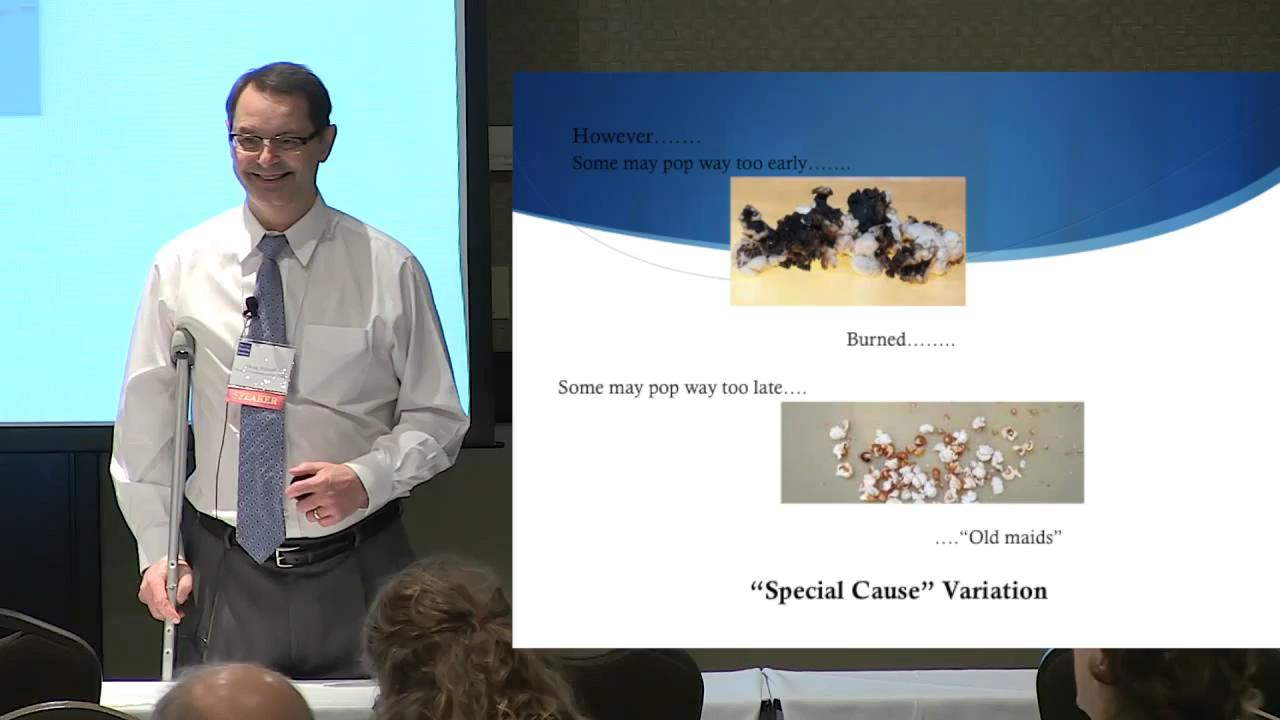 However…….
Some may pop way too early…….
Burned……..
Some may pop way too late….
….“Old maids”
“Special Cause” Variation
SPEAKER